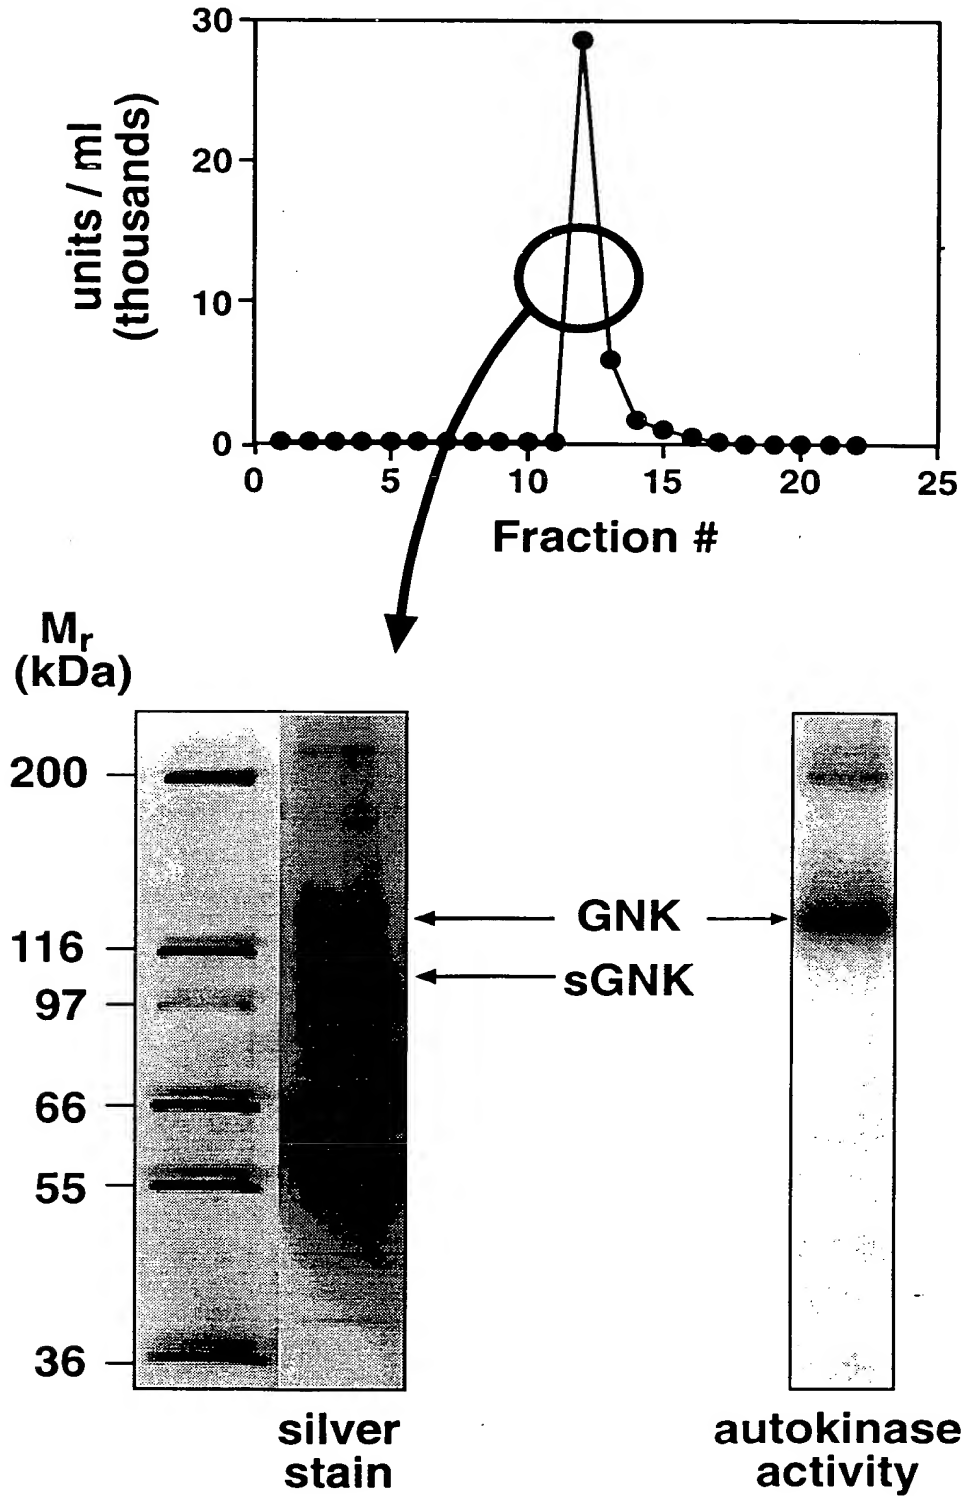 30
20
10
0
units / ml
(thousands)
0 5 10 15 20 25
Fraction #
Mr
(kDa)
200
116
97
66
55
36
GNK
sGNK
silver
stain
autokinase
activity